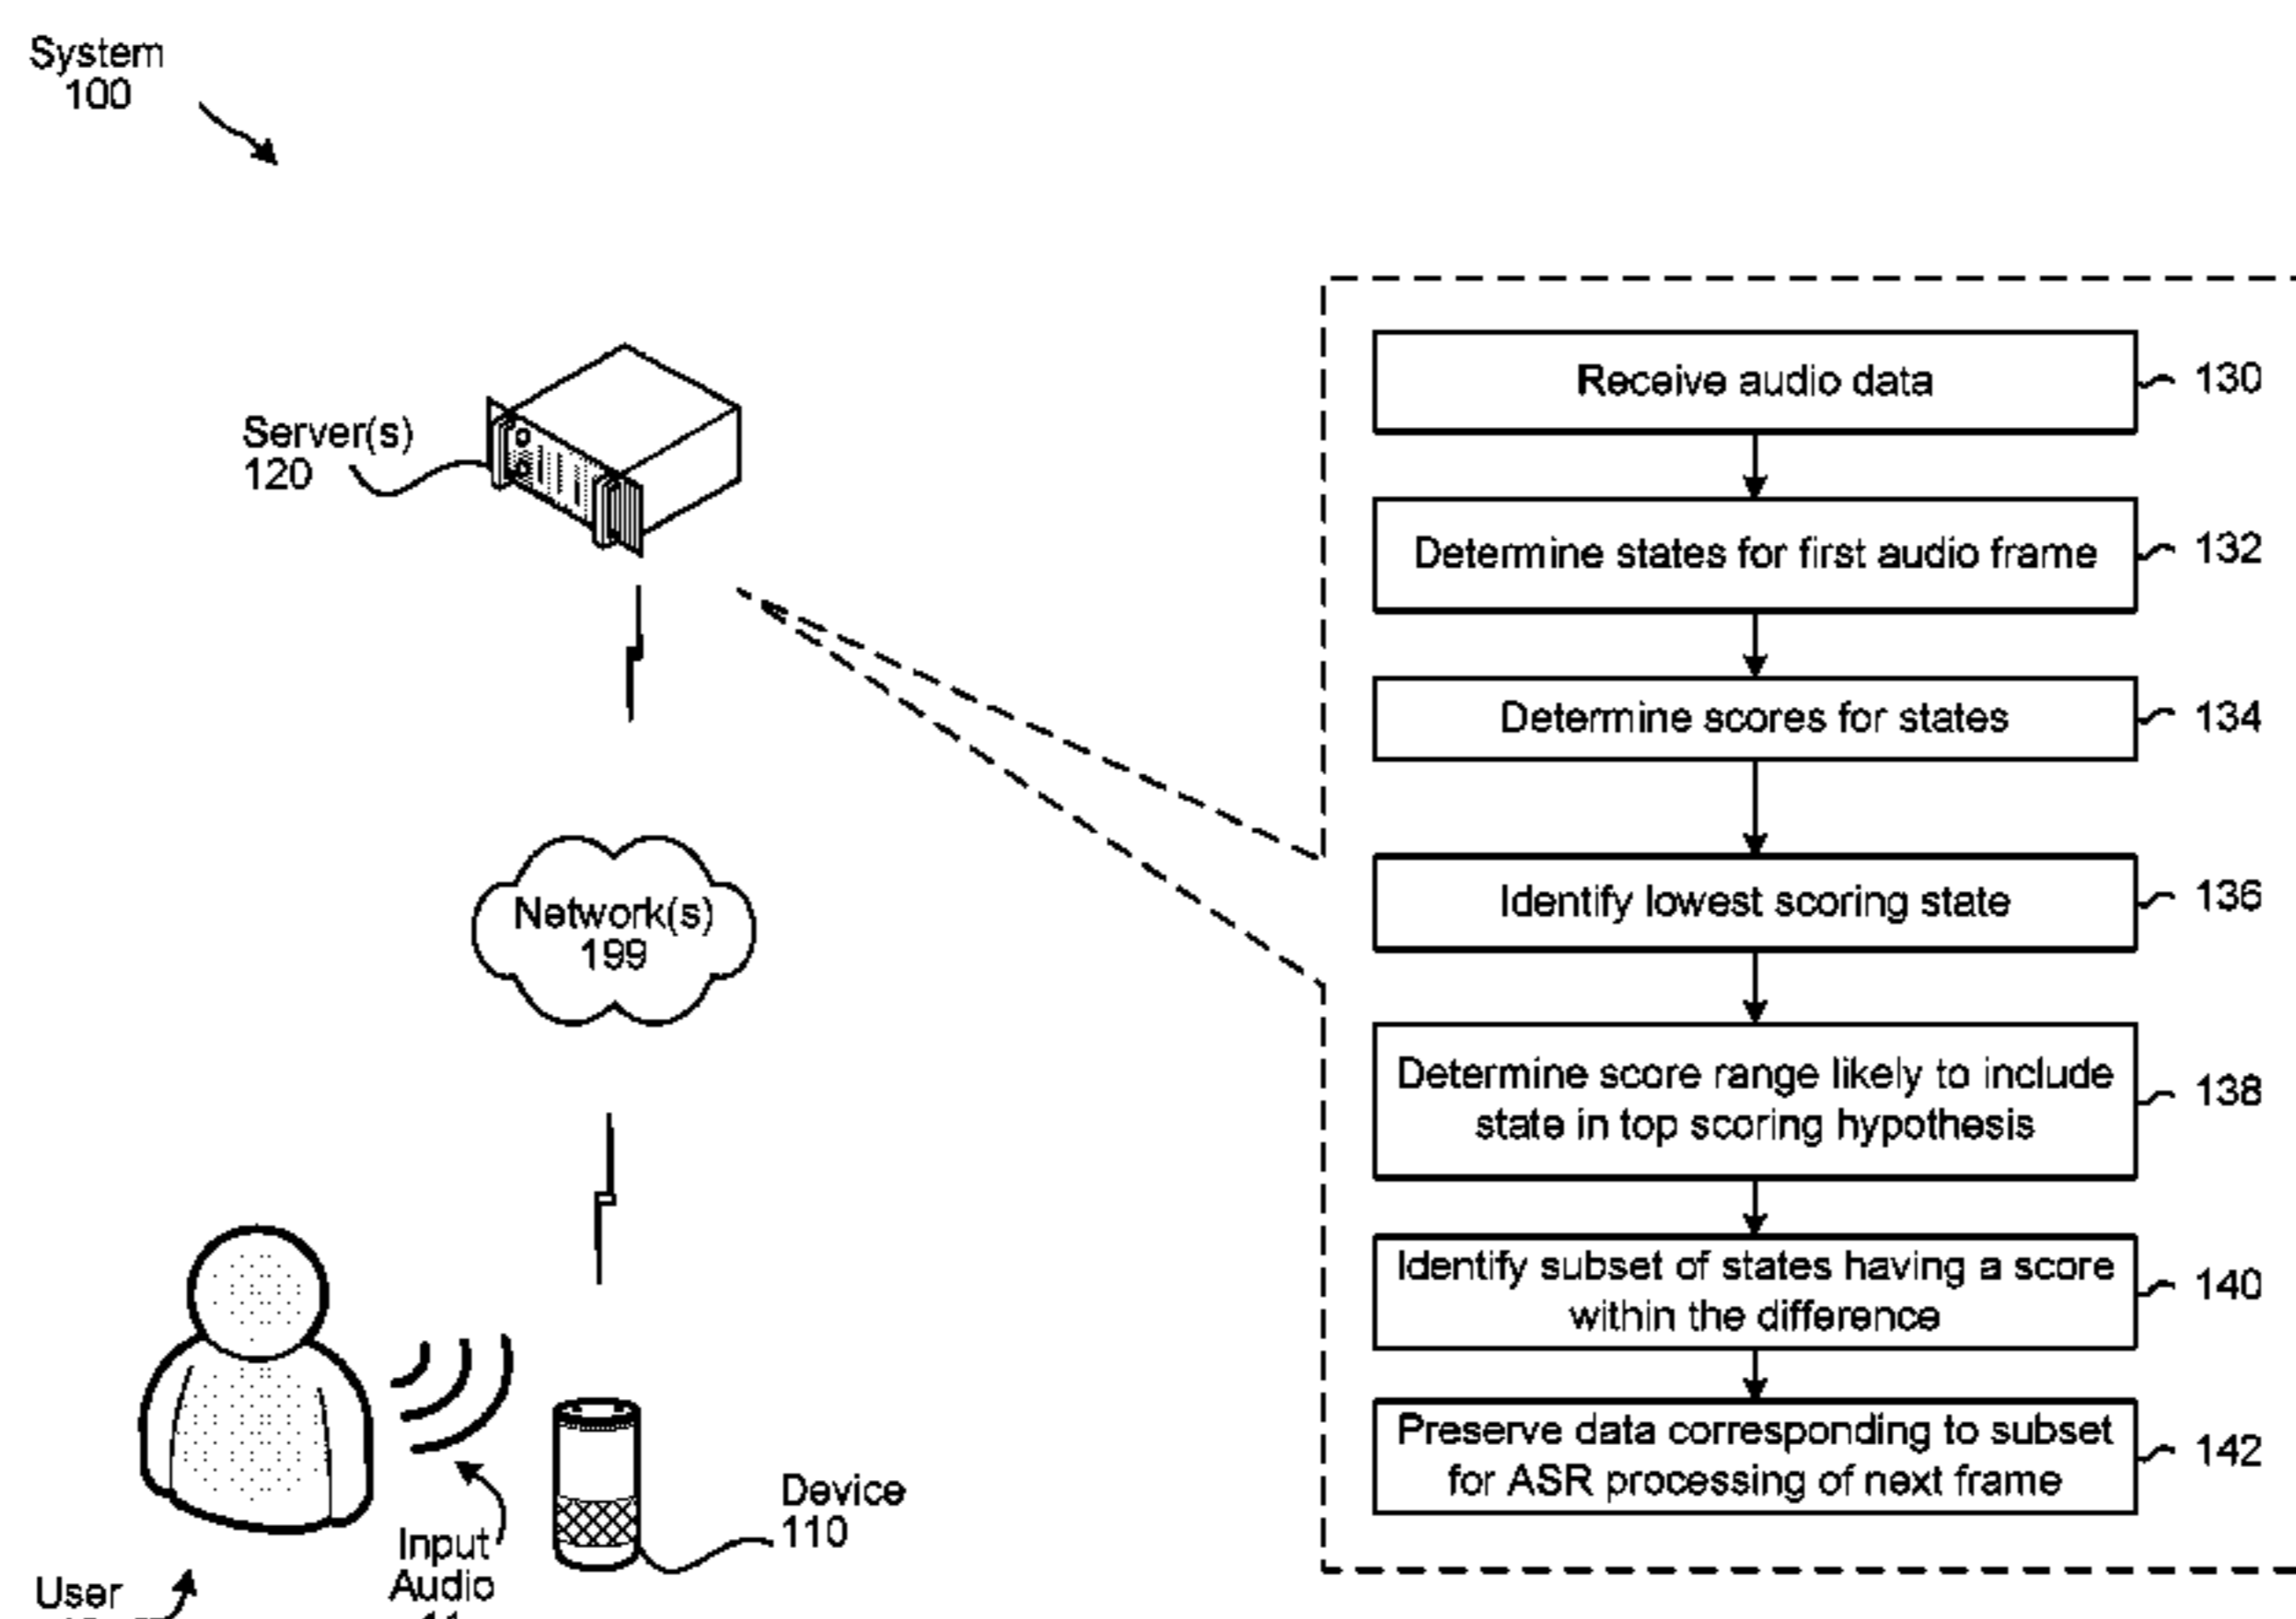 System
100
Server(s)
120
Network(s)
199
User
Input
Audio
11
Device
110
Receive audio data
130
Determine states for first audio frame
132
Determine scores for states
134
Identify lowest scoring state
136
Determine score range likely to include
state in top scoring hypothesis
138
Identify subset of states having a score
within the difference
140
Preserve data corresponding to subset
for ASR processing of next frame
142